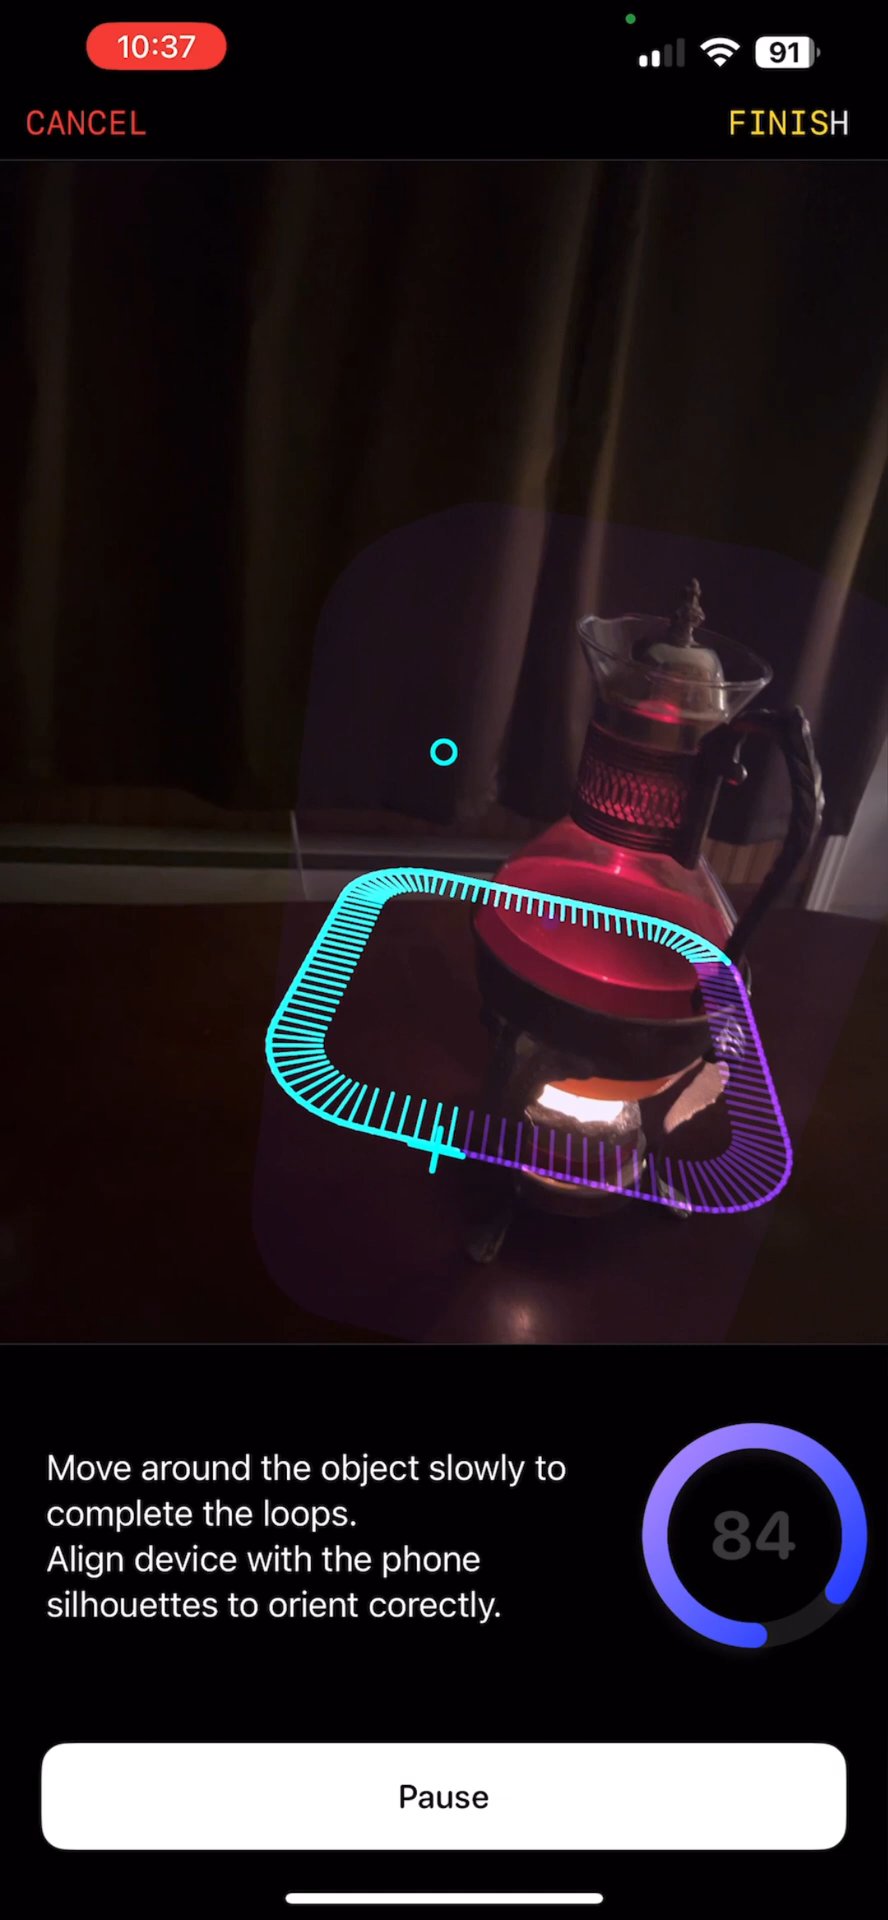 10:37
91
CANCEL
FINISH
Move around the object slowly to
complete the loops.
Align device with the phone
silhouettes to orient corectly.
84
Pause